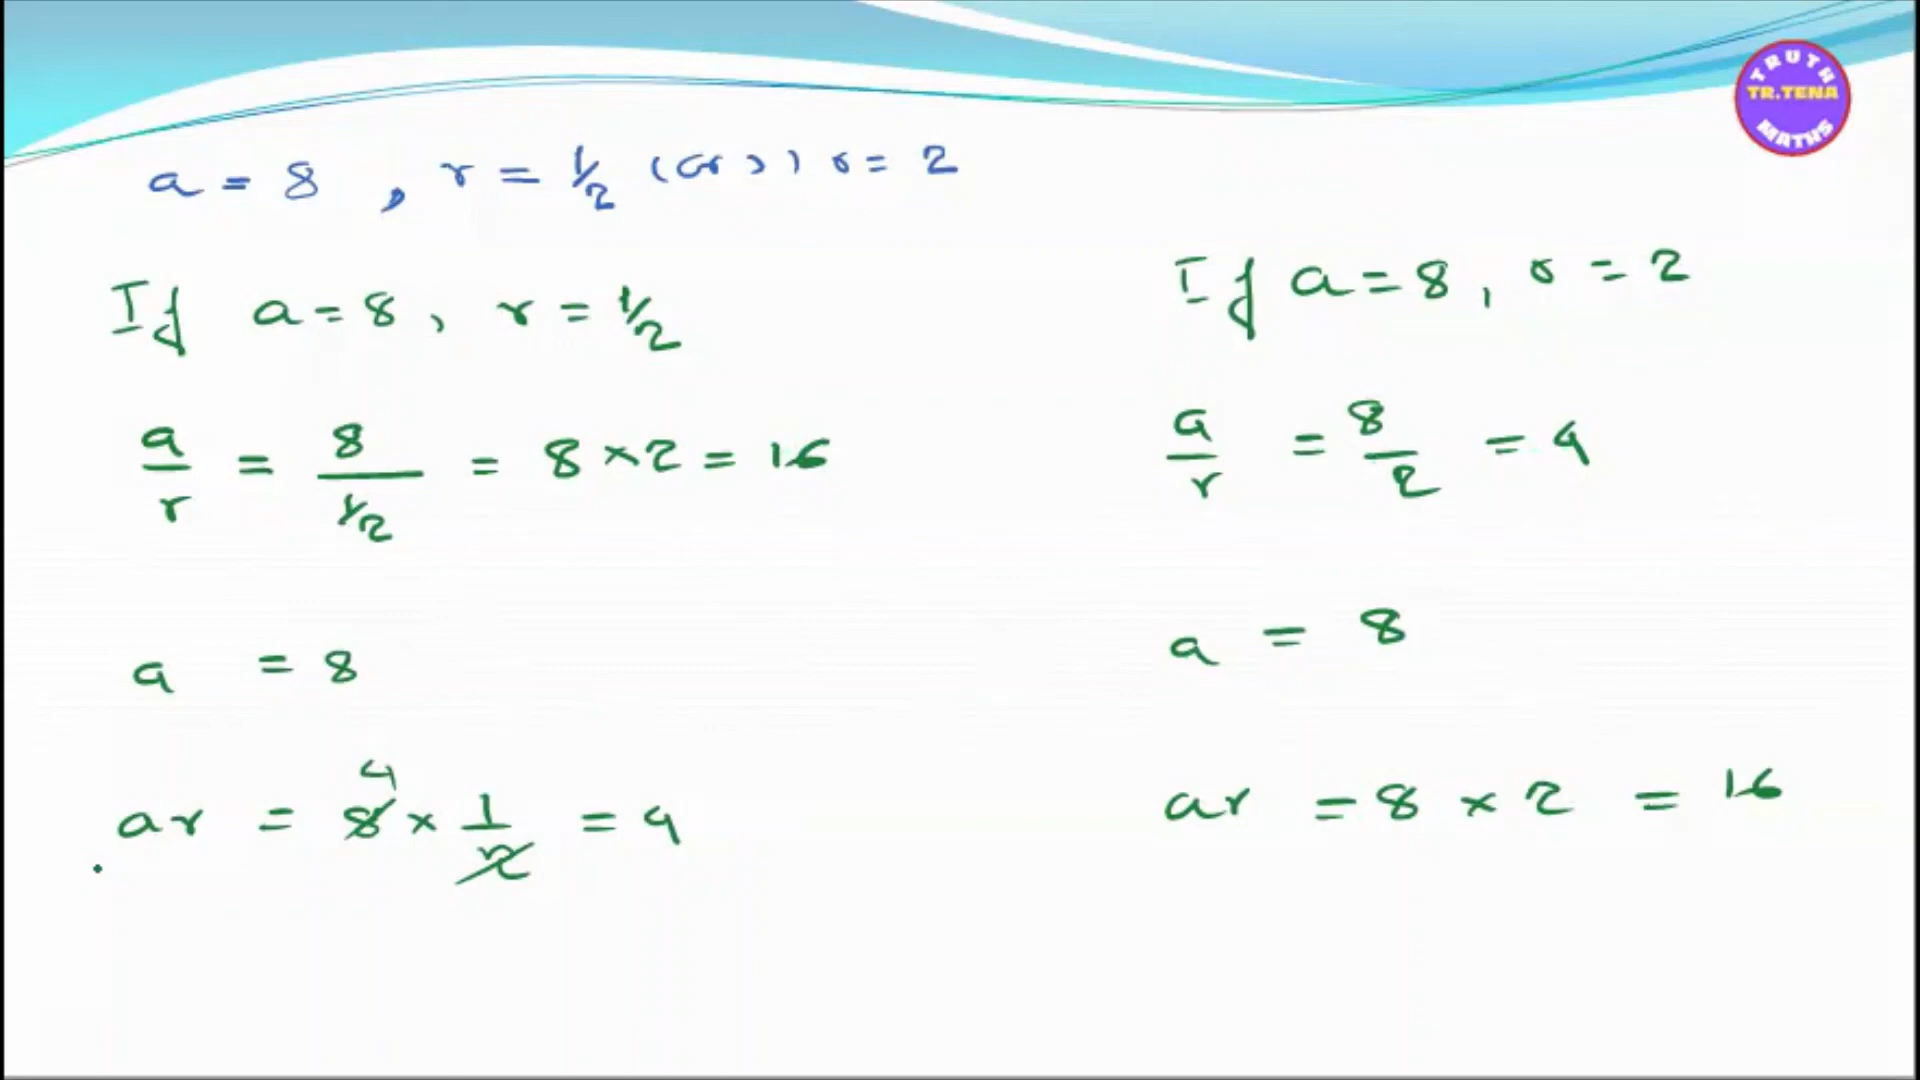 TRUTH
TR.TENA
MATHS
a = 8 , r = 1/2 (or) r = 2
If a = 8, r = 1/2
a/r = 8/(1/2) = 8 × 2 = 16
a = 8
4
ar = 8 × 1/2 = 4
If a = 8, r = 2
a/r = 8/2 = 4
a = 8
ar = 8 × 2 = 16